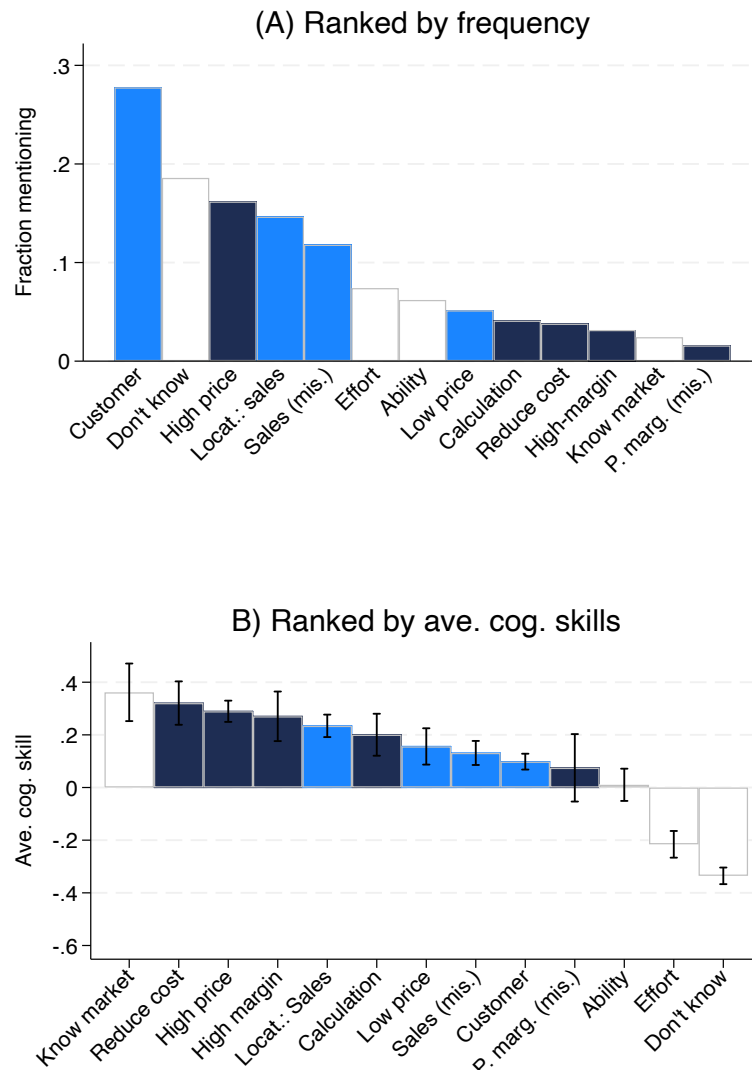 (A) Ranked by frequency
Fraction mentioning
.3
.2
.1
0
Customer
Don't know
High price
Locat.: sales
Sales (mis.)
Effort
Ability
Low price
Calculation
Reduce cost
High-margin
Know market
P. marg. (mis.)
B) Ranked by ave. cog. skills
Ave. cog. skill
.4
.2
0
-.2
-.4
-.6
Know market
Reduce cost
High price
High margin
Locat.: Sales
Calculation
Low price
Sales (mis.)
Customer
P. marg. (mis.)
Ability
Effort
Don't know